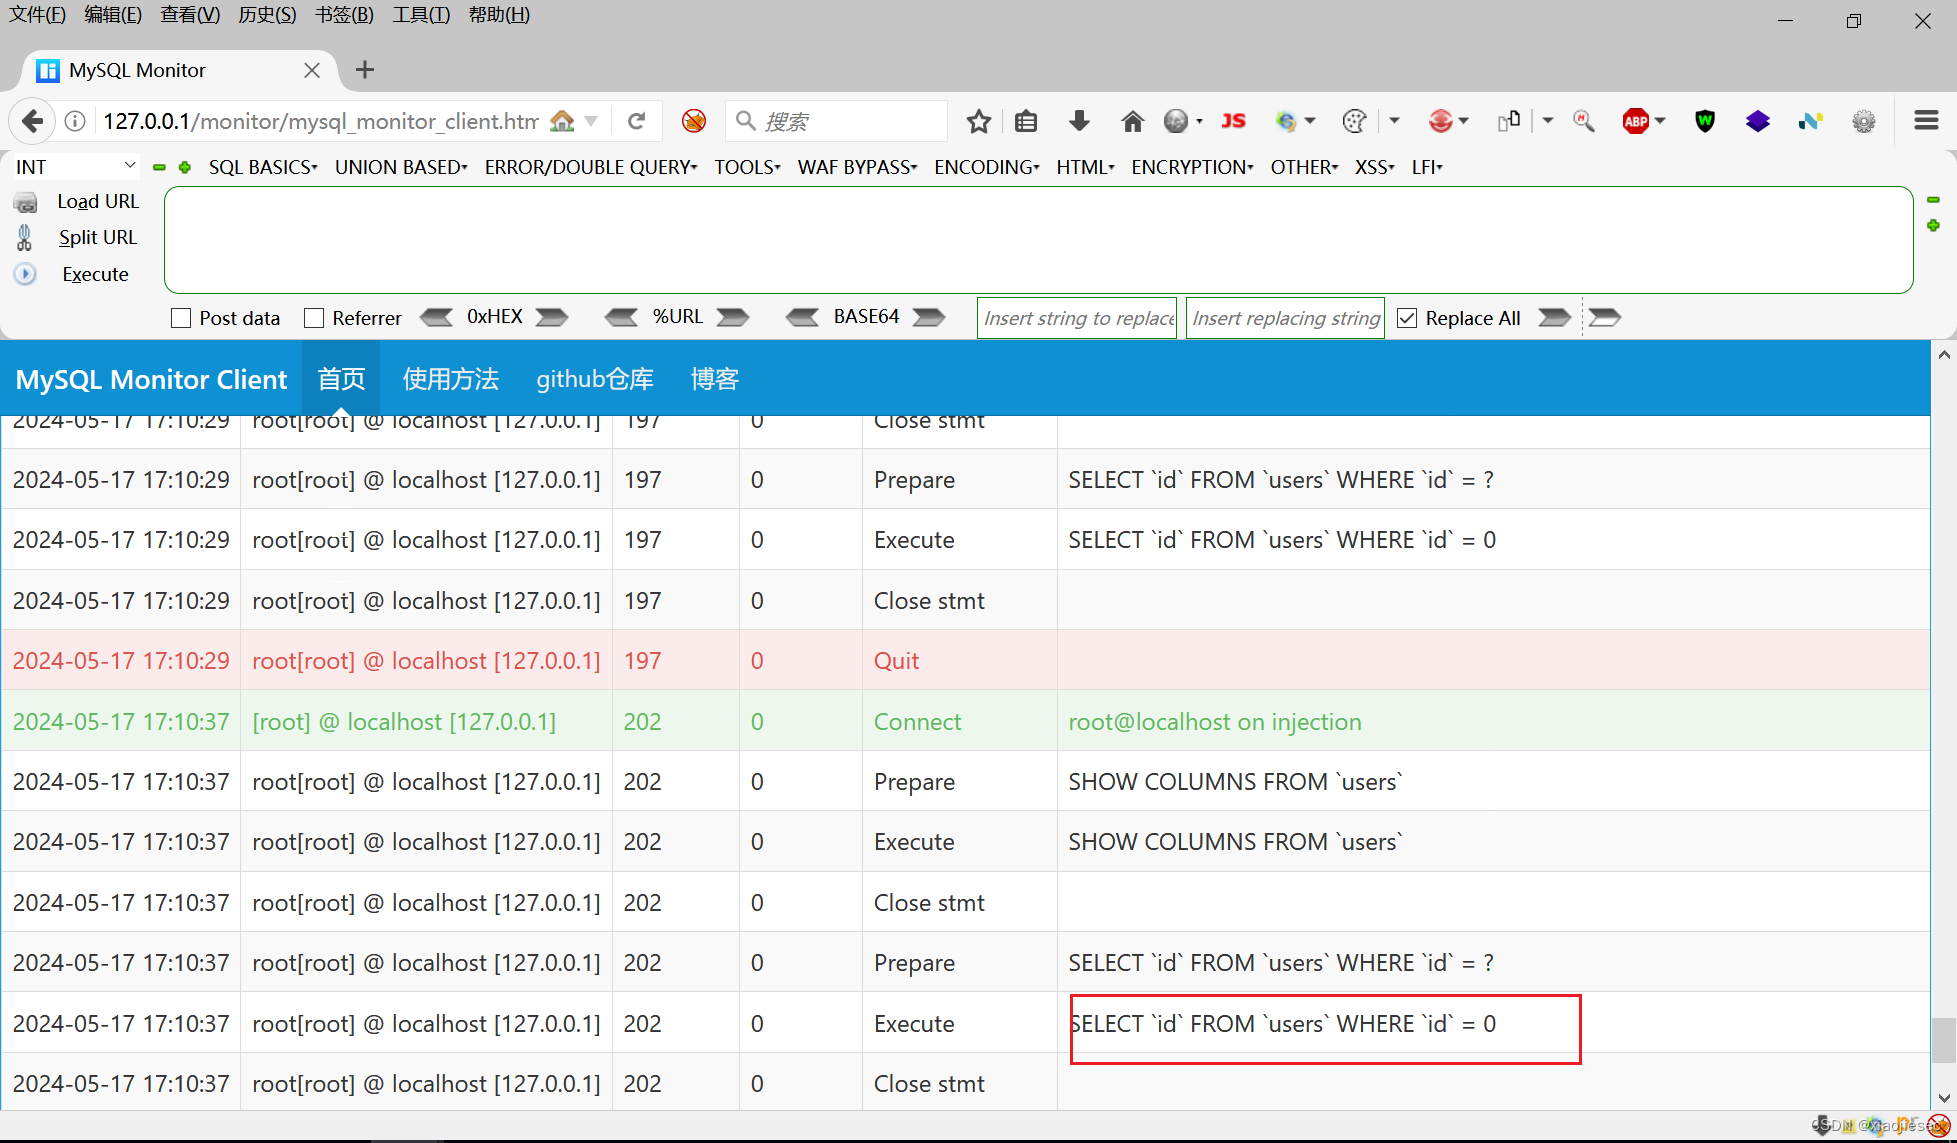 文件(F) 编辑(E) 查看(V) 历史(S) 书签(B) 工具(T) 帮助(H)
MySQL Monitor
127.0.0.1/monitor/mysql_monitor_client.htm 搜索 JS ABP
INT SQL BASICS UNION BASED ERROR/DOUBLE QUERY TOOLS WAF BYPASS ENCODING HTML ENCRYPTION OTHER XSS LFI
Load URL
Split URL
Execute
Post data Referrer 0xHEX %URL BASE64 Insert string to replace Insert replacing string Replace All
MySQL Monitor Client 首页 使用方法 github仓库 博客
2024-05-17 17:10:29 root[root] @ localhost [127.0.0.1] 197 0 Close stmt
2024-05-17 17:10:29 root[root] @ localhost [127.0.0.1] 197 0 Prepare SELECT `id` FROM `users` WHERE `id` = ?
2024-05-17 17:10:29 root[root] @ localhost [127.0.0.1] 197 0 Execute SELECT `id` FROM `users` WHERE `id` = 0
2024-05-17 17:10:29 root[root] @ localhost [127.0.0.1] 197 0 Close stmt
2024-05-17 17:10:29 root[root] @ localhost [127.0.0.1] 197 0 Quit
2024-05-17 17:10:37 [root] @ localhost [127.0.0.1] 202 0 Connect root@localhost on injection
2024-05-17 17:10:37 root[root] @ localhost [127.0.0.1] 202 0 Prepare SHOW COLUMNS FROM `users`
2024-05-17 17:10:37 root[root] @ localhost [127.0.0.1] 202 0 Execute SHOW COLUMNS FROM `users`
2024-05-17 17:10:37 root[root] @ localhost [127.0.0.1] 202 0 Close stmt
2024-05-17 17:10:37 root[root] @ localhost [127.0.0.1] 202 0 Prepare SELECT `id` FROM `users` WHERE `id` = ?
2024-05-17 17:10:37 root[root] @ localhost [127.0.0.1] 202 0 Execute SELECT `id` FROM `users` WHERE `id` = 0
2024-05-17 17:10:37 root[root] @ localhost [127.0.0.1] 202 0 Close stmt